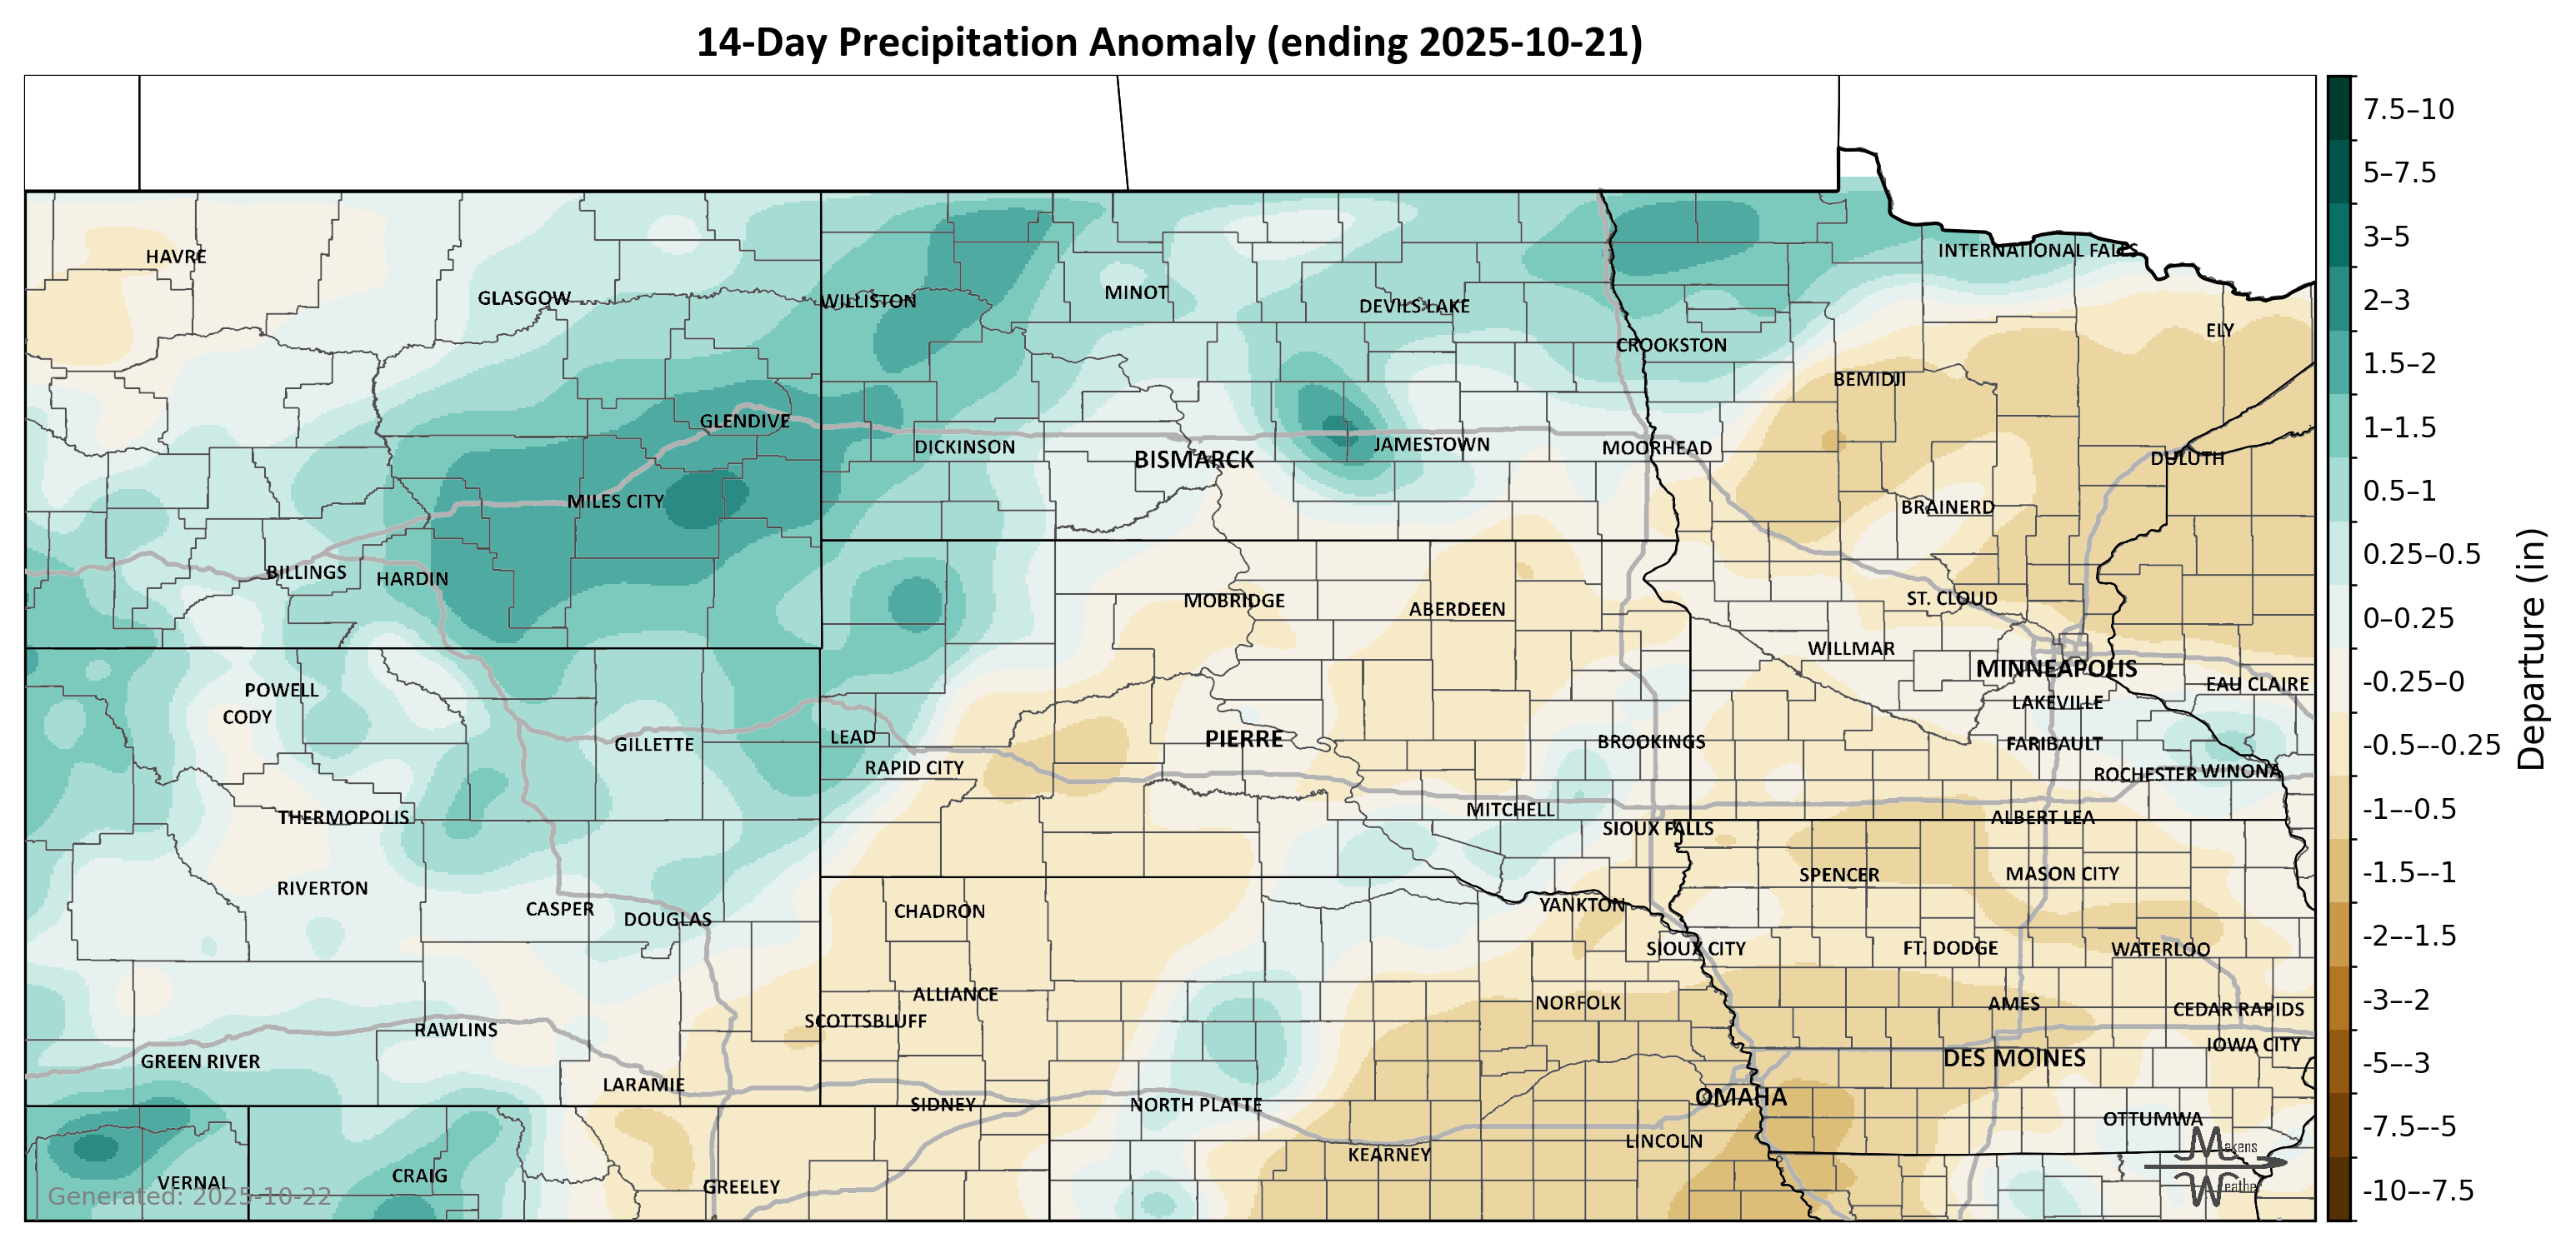 14-Day Precipitation Anomaly (ending 2025-10-21)
7.5–10
5–7.5
3–5
2–3
1.5–2
1–1.5
0.5–1
0.25–0.5
0–0.25
-0.25–0
-0.5–-0.25
-1–-0.5
-1.5–-1
-2–-1.5
-3–-2
-5–-3
-7.5–-5
-10–-7.5
Departure (in)
HAVRE
INTERNATIONAL FALLS
GLASGOW
WILLISTON
MINOT
DEVILS LAKE
ELY
CROOKSTON
BEMIDJI
GLENDIVE
DICKINSON
BISMARCK
JAMESTOWN
MOORHEAD
DULUTH
MILES CITY
BRAINERD
BILLINGS
HARDIN
MOBRIDGE
ABERDEEN
ST. CLOUD
WILLMAR
MINNEAPOLIS
POWELL
EAU CLAIRE
CODY
LAKEVILLE
GILLETTE
LEAD
PIERRE
BROOKINGS
FARIBAULT
RAPID CITY
ROCHESTER
WINONA
THERMOPOLIS
MITCHELL
ALBERT LEA
SIOUX FALLS
RIVERTON
SPENCER
MASON CITY
CASPER
DOUGLAS
CHADRON
YANKTON
SIOUX CITY
FT. DODGE
WATERLOO
ALLIANCE
NORFOLK
AMES
CEDAR RAPIDS
SCOTTSBLUFF
RAWLINS
IOWA CITY
GREEN RIVER
DES MOINES
LARAMIE
OMAHA
SIDNEY
NORTH PLATTE
OTTUMWA
LINCOLN
KEARNEY
VERNAL
CRAIG
GREELEY
Generated: 2025-10-22
Makens
Weather